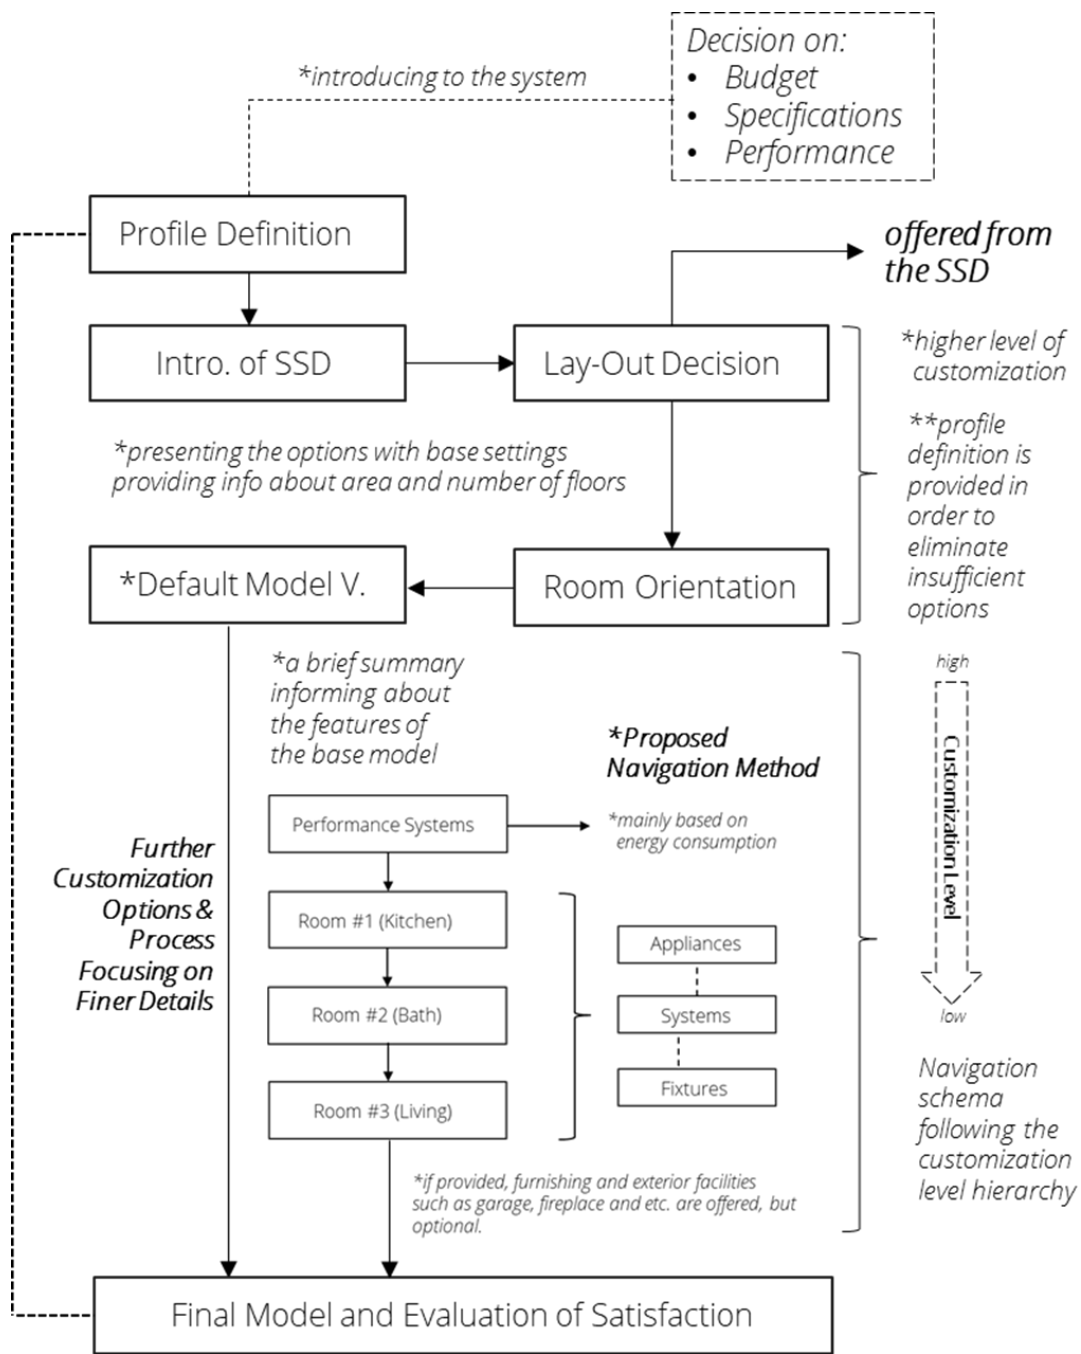 Decision on:
• Budget
• Specifications
• Performance
*introducing to the system
Profile Definition
offered from
the SSD
Intro. of SSD
Lay-Out Decision
*higher level of
customization
*presenting the options with base settings
providing info about area and number of floors
**profile
definition is
provided in
order to
eliminate
insufficient
options
*Default Model V.
Room Orientation
*a brief summary
informing about
the features of
the base model
*Proposed
Navigation Method
high
Customization Level
low
Performance Systems
*mainly based on
energy consumption
Further
Customization
Options &
Process
Focusing on
Finer Details
Room #1 (Kitchen)
Room #2 (Bath)
Room #3 (Living)
Appliances
Systems
Fixtures
Navigation
schema
following the
customization
level hierarchy
*if provided, furnishing and exterior facilities
such as garage, fireplace and etc. are offered, but
optional.
Final Model and Evaluation of Satisfaction